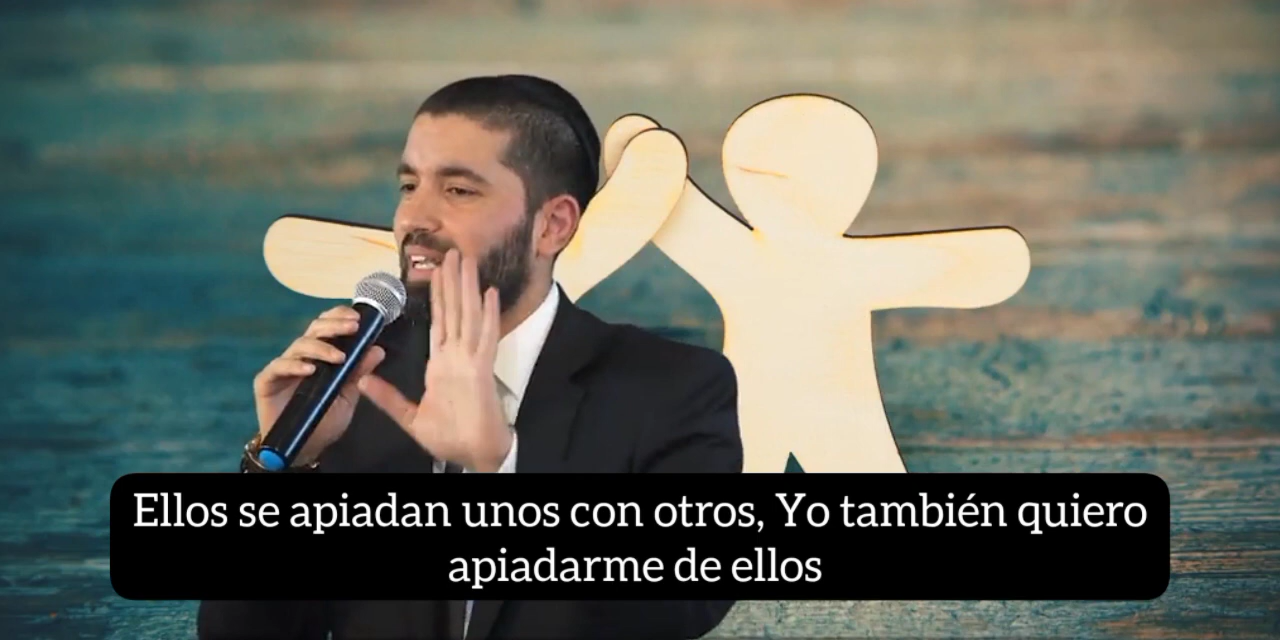 Ellos se apiadan unos con otros, Yo también quiero
apiadarme de ellos